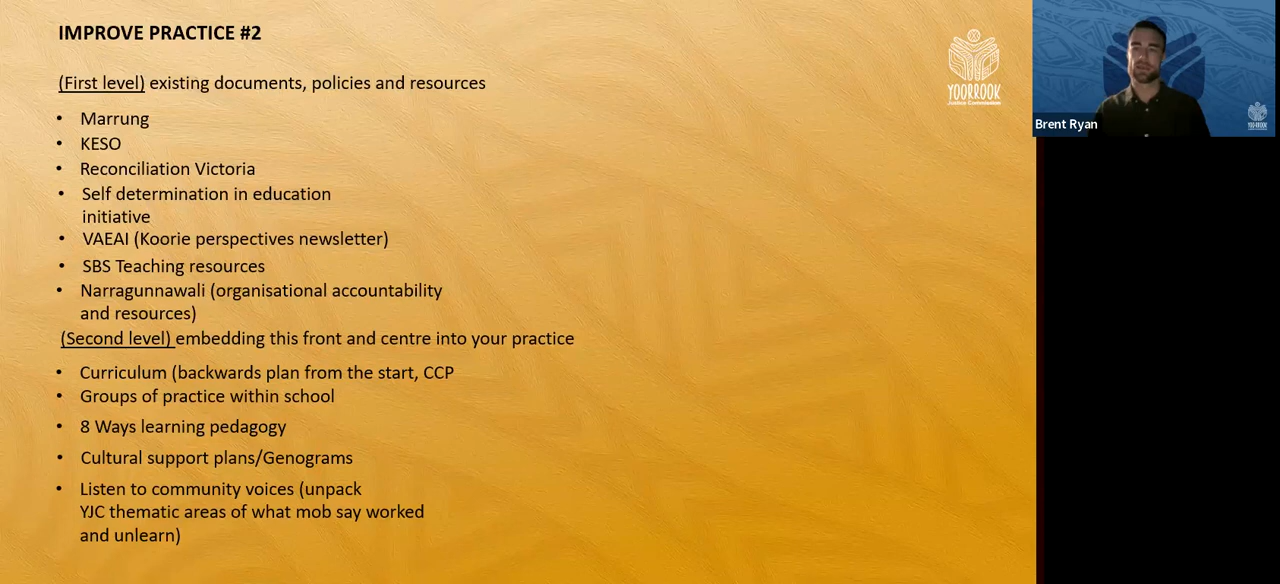 IMPROVE PRACTICE #2
(First level) existing documents, policies and resources
• Marrung
• KESO
• Reconciliation Victoria
• Self determination in education
initiative
• VAEAI (Koorie perspectives newsletter)
• SBS Teaching resources
• Narragunnawali (organisational accountability
and resources)
(Second level) embedding this front and centre into your practice
• Curriculum (backwards plan from the start, CCP
• Groups of practice within school
• 8 Ways learning pedagogy
• Cultural support plans/Genograms
• Listen to community voices (unpack
YJC thematic areas of what mob say worked
and unlearn)
YOORROOK
Justice Commission
Brent Ryan
YOORROOK